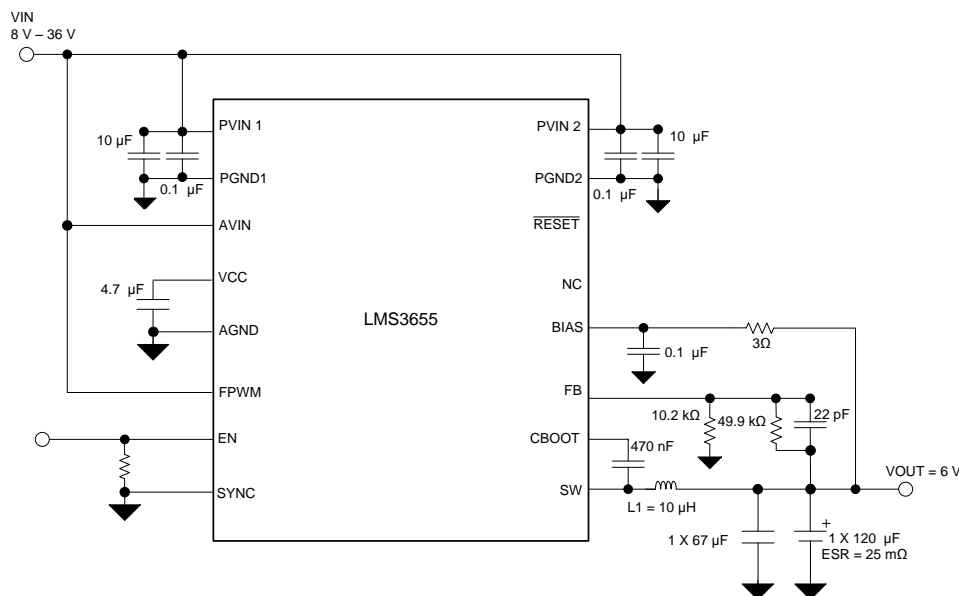 VIN
8 V – 36 V
PVIN 1
PVIN 2
10 µF
10 µF
PGND1
PGND2
0.1 µF
0.1 µF
AVIN
RESET
VCC
NC
4.7 µF
LMS3655
AGND
BIAS
3Ω
0.1 µF
FPWM
FB
10.2 kΩ
49.9 kΩ
22 pF
EN
CBOOT
470 nF
VOUT = 6 V
SYNC
SW
L1 = 10 µH
1 X 67 µF
+
1 X 120 µF
ESR = 25 mΩ